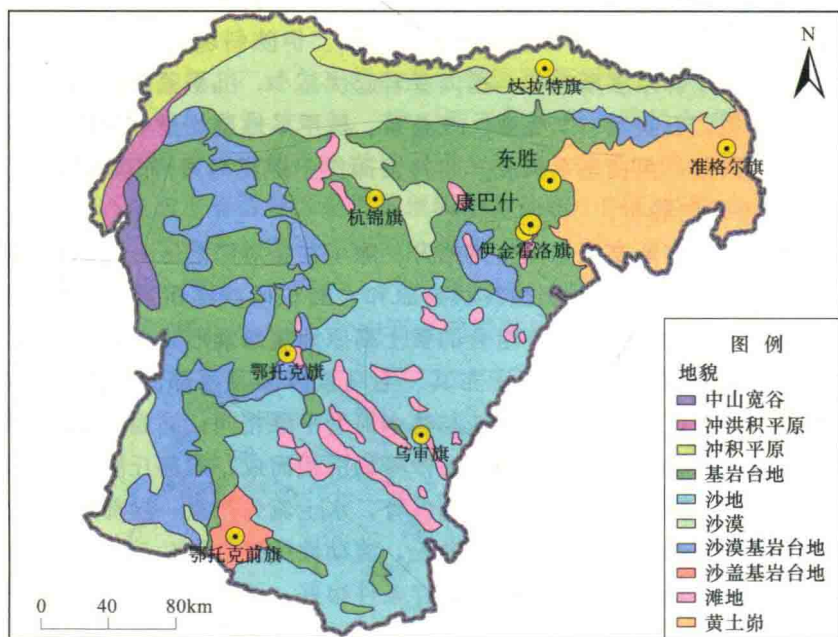 N
达拉特旗
准格尔旗
东胜
杭锦旗
康巴什
伊金霍洛旗
鄂托克旗
乌审旗
鄂托克前旗
0 40 80km
图 例
地貌
中山宽谷
冲洪积平原
冲积平原
基岩台地
沙地
沙漠
沙漠基岩台地
沙盖基岩台地
滩地
黄土峁